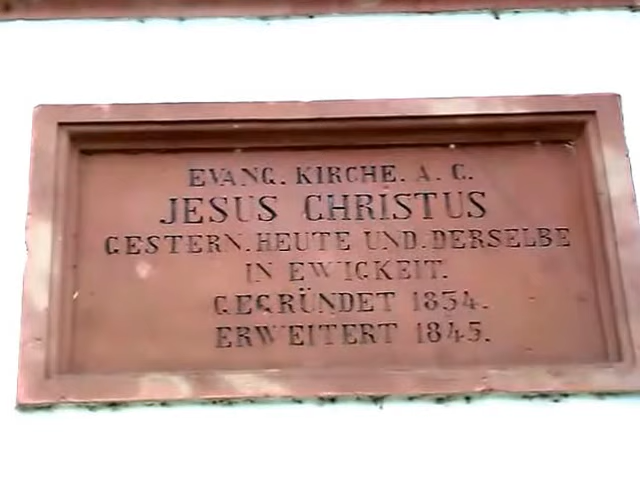 EVANG. KIRCHE. A. C.
JESUS CHRISTUS
GESTERN. HEUTE UND. DERSELBE
IN EWIGKEIT.
GEGRÜNDET 1834.
ERWEITERT 1845.